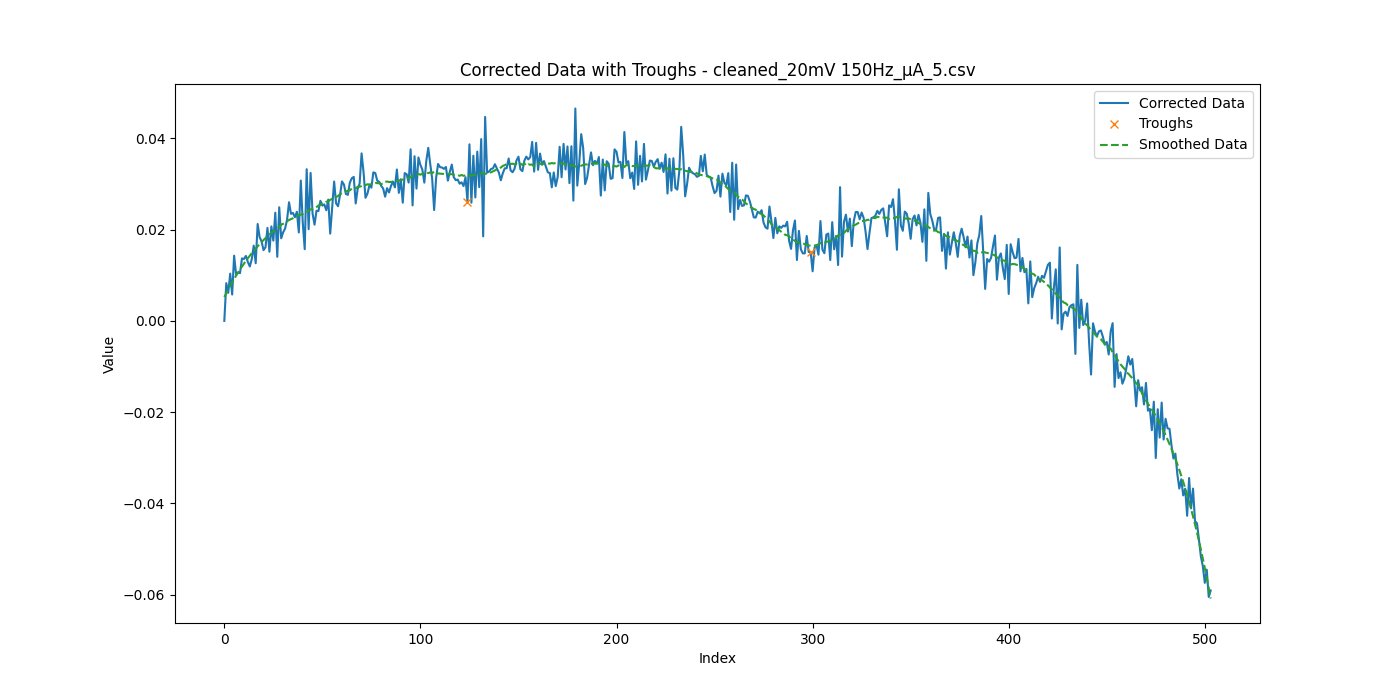 Corrected Data with Troughs - cleaned_20mV 150Hz_μA_5.csv
Corrected Data
Troughs
Smoothed Data
Value
0.04
0.02
0.00
−0.02
−0.04
−0.06
0 100 200 300 400 500
Index